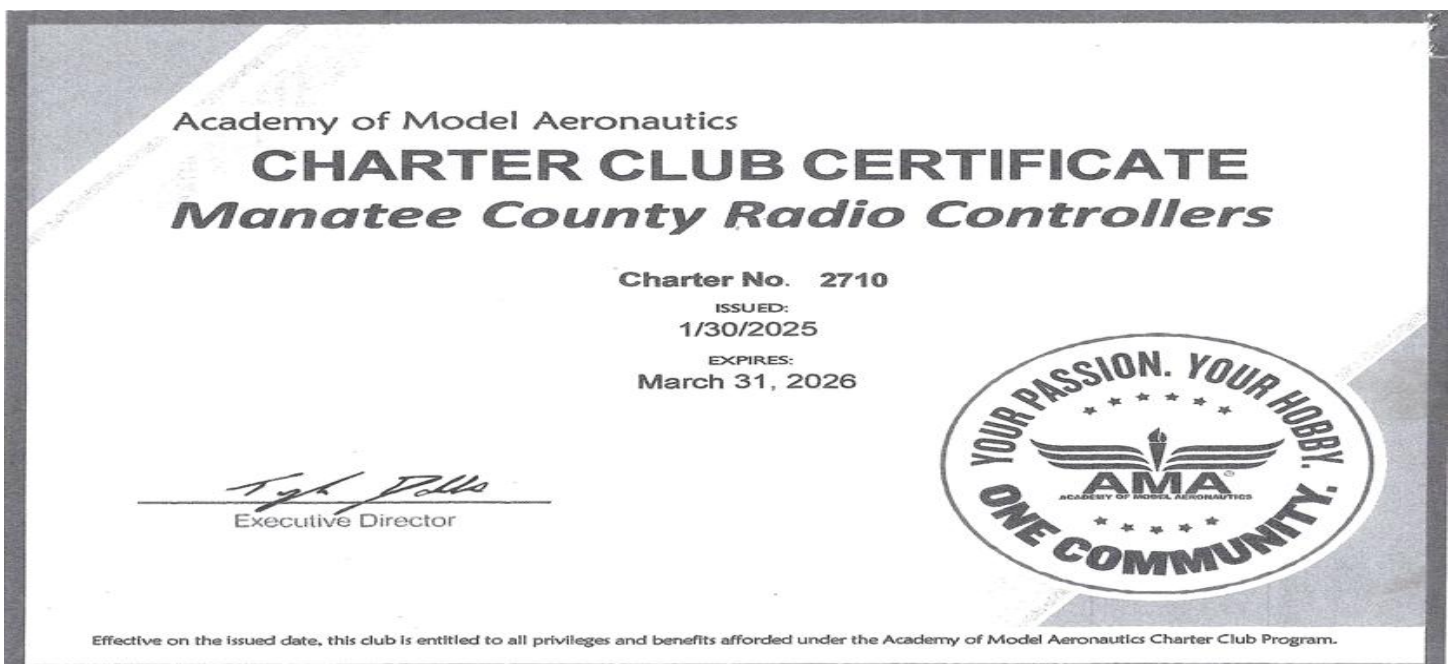 Academy of Model Aeronautics
CHARTER CLUB CERTIFICATE
Manatee County Radio Controllers
Charter No. 2710
ISSUED:
1/30/2025
EXPIRES:
March 31, 2026
YOUR PASSION. YOUR HOBBY.
AMA®
ACADEMY OF MODEL AERONAUTICS
ONE COMMUNITY.
Executive Director
Effective on the issued date, this club is entitled to all privileges and benefits afforded under the Academy of Model Aeronautics Charter Club Program.